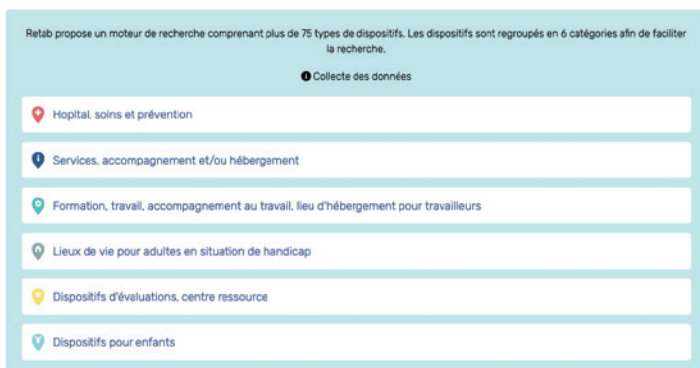 Retab propose un moteur de recherche comprenant plus de 75 types de dispositifs. Les dispositifs sont regroupés en 6 catégories afin de faciliter
la recherche.
Collecte des données
Hopital, soins et prévention
Services, accompagnement et/ou hébergement
Formation, travail, accompagnement au travail, lieu d'hébergement pour travailleurs
Lieux de vie pour adultes en situation de handicap
Dispositifs d'évaluations, centre ressource
Dispositifs pour enfants